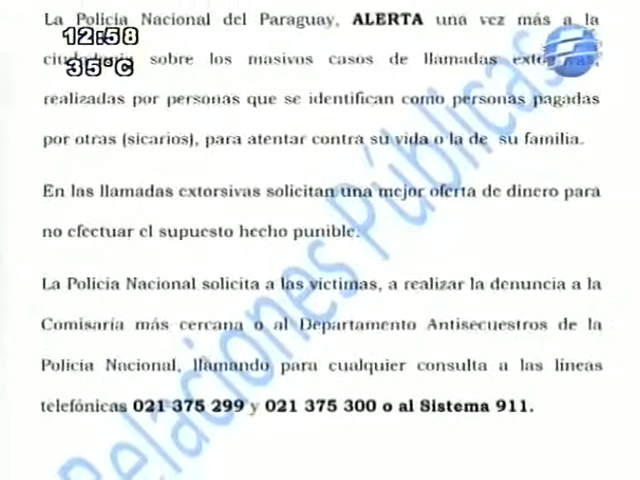 La Policía Nacional del Paraguay, ALERTA una vez más a la
12:58
sobre los masivos casos de llamadas
35°C
realizadas por personas que se identifican como personas pagadas
por otras (sicarios), para atentar contra su vida o la de su familia.
En las llamadas extorsivas solicitan una mejor oferta de dinero para
no efectuar el supuesto hecho punible.
La Policía Nacional solicita a las víctimas, a realizar la denuncia a la
Comisaría más cercana o al Departamento Antisecuestros de la
Policía Nacional, llamando para cualquier consulta a las líneas
telefónicas 021 375 299 y 021 375 300 o al Sistema 911.
Relaciones Públicas